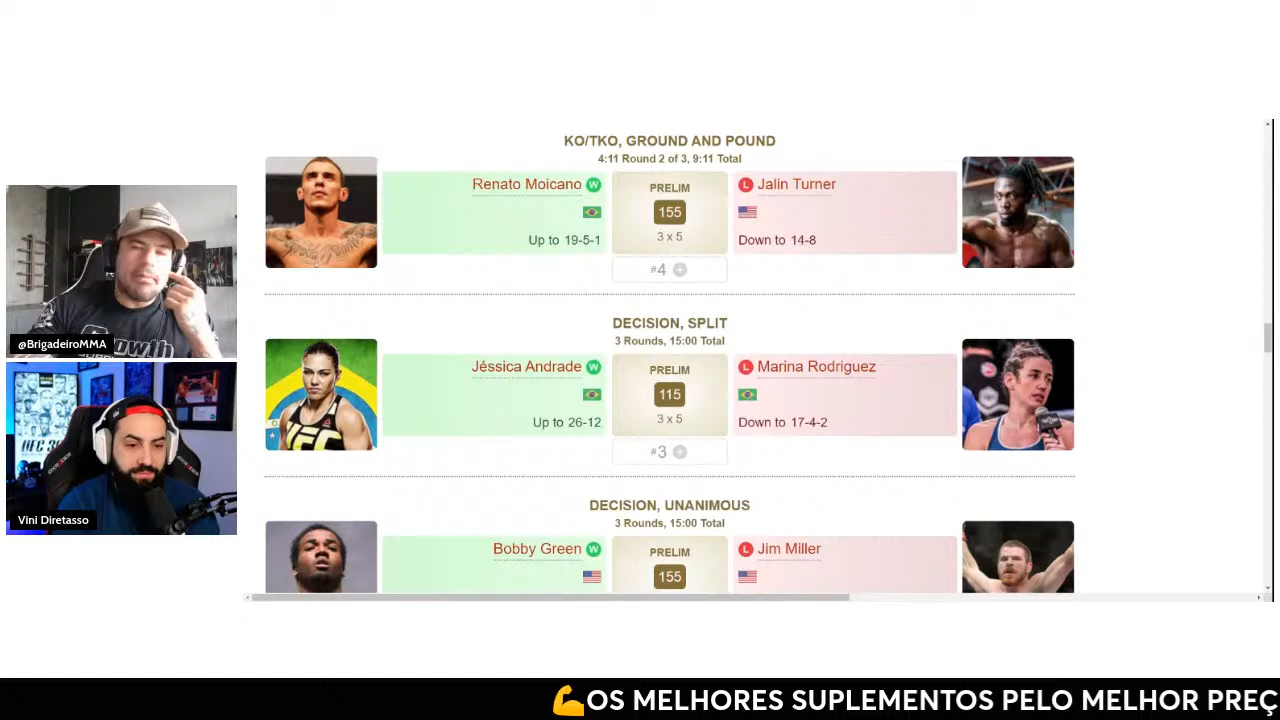 KO/TKO, GROUND AND POUND
4:11 Round 2 of 3, 9:11 Total
Renato Moicano W
PRELIM
L Jalin Turner
155
Up to 19-5-1
3 x 5
Down to 14-8
#4
@BrigadeiroMMA
DECISION, SPLIT
3 Rounds, 15:00 Total
Jéssica Andrade W
PRELIM
L Marina Rodriguez
115
Up to 26-12
3 x 5
Down to 17-4-2
#3
Vini Diretasso
DECISION, UNANIMOUS
3 Rounds, 15:00 Total
Bobby Green W
PRELIM
L Jim Miller
155
💪OS MELHORES SUPLEMENTOS PELO MELHOR PREÇ